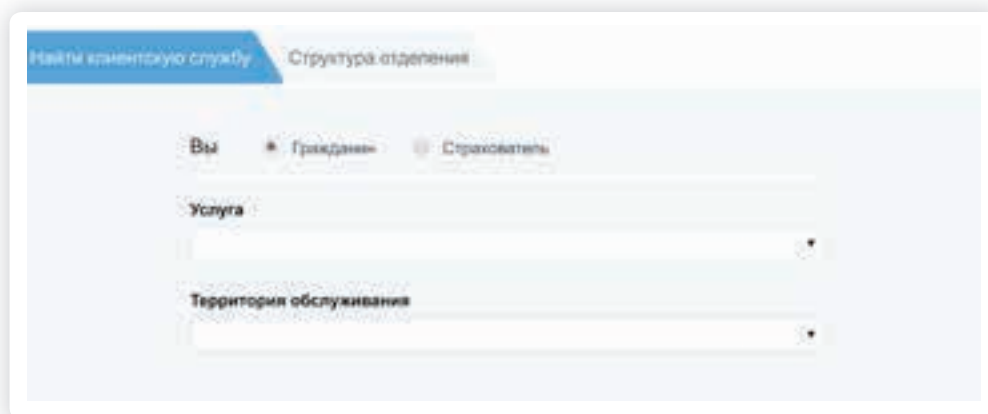 Найти клиентскую службу Структура отделения
Вы Гражданин Страхователь
Услуга
Территория обслуживания